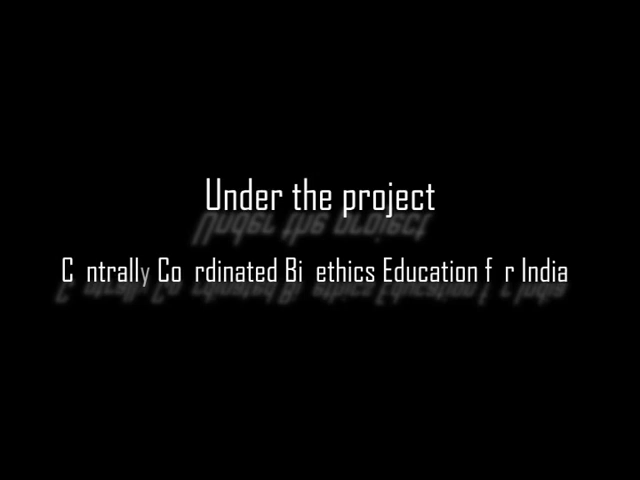 Under the project
C ntrally Co rdinated Bi ethics Education f r India